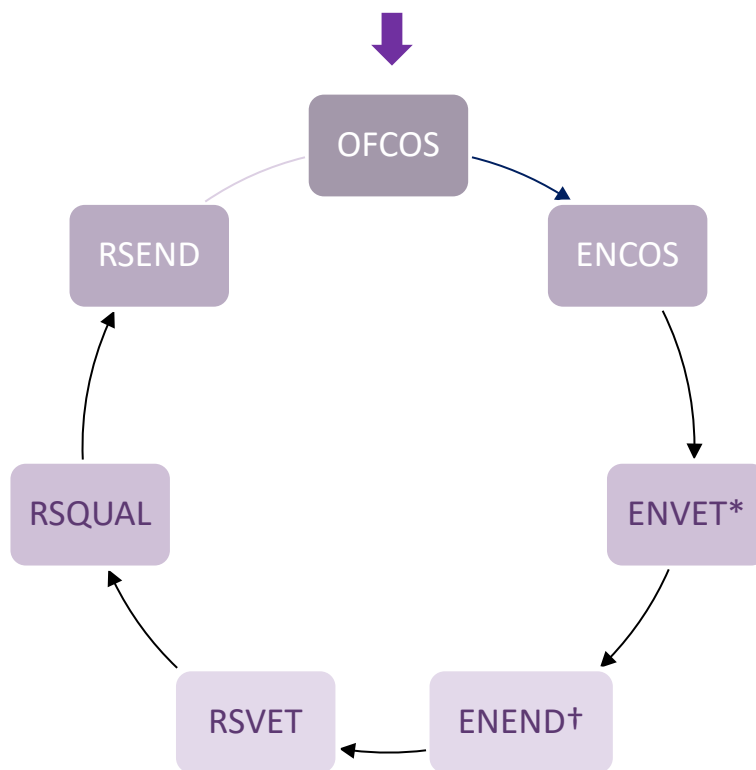 OFCOS
ENCOS
ENVET*
ENEND†
RSVET
RSQUAL
RSEND